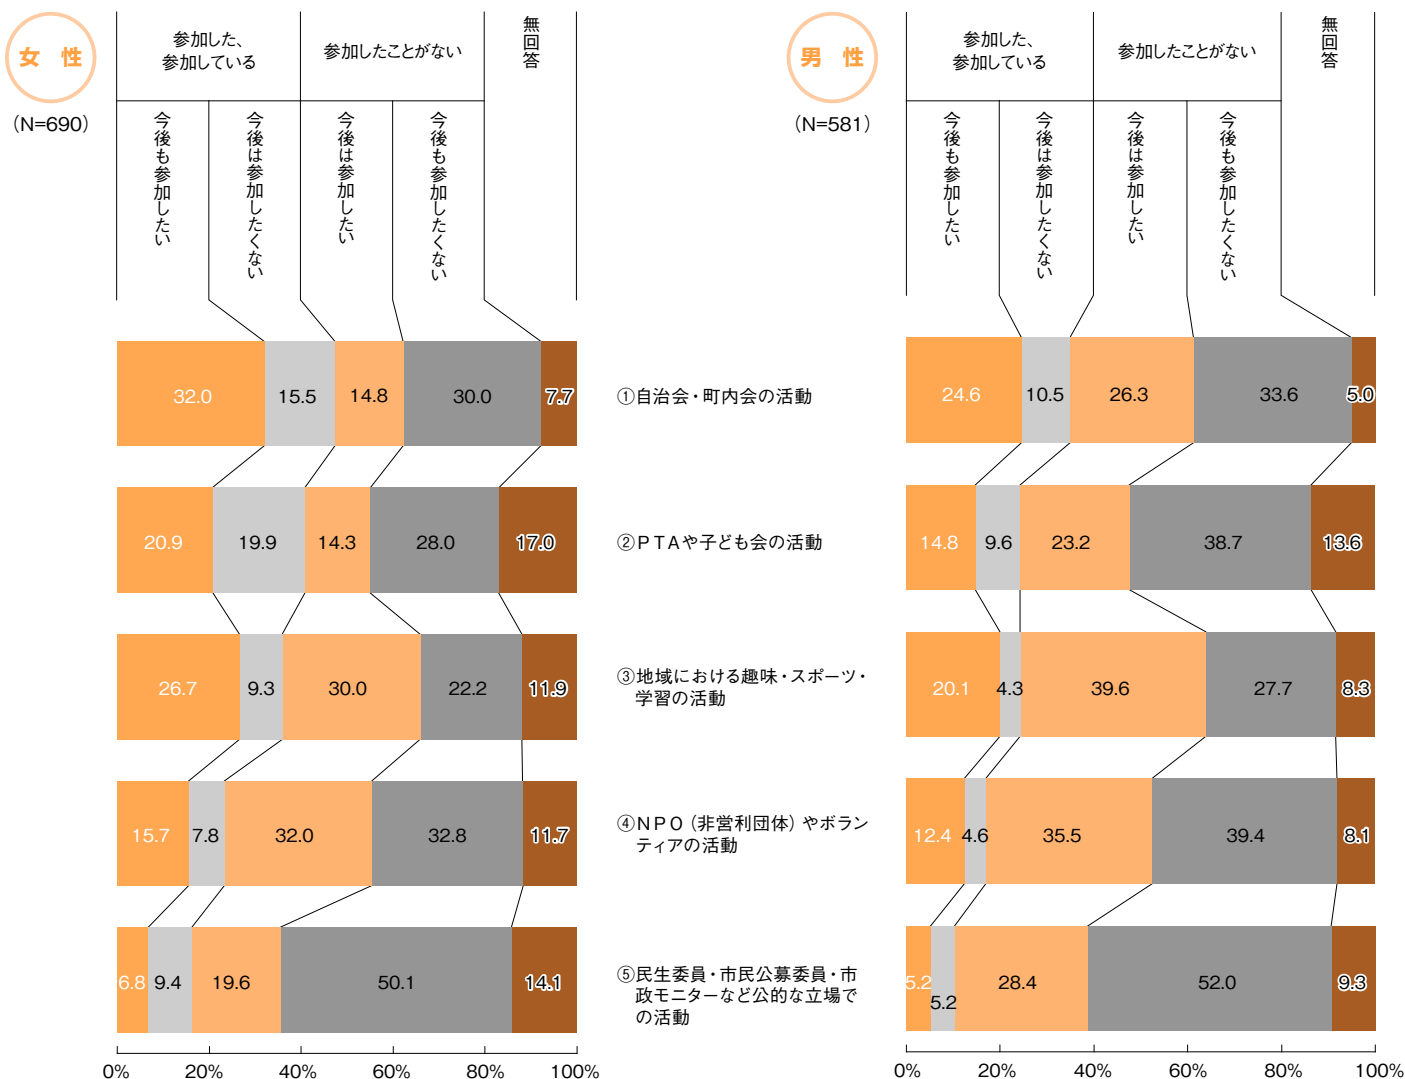 女 性
(N=690)
参加した、
参加している
参加したことがない
無回答
今後も参加したい
今後は参加したくない
今後は参加したい
今後も参加したくない
男 性
(N=581)
参加した、
参加している
参加したことがない
無回答
今後も参加したい
今後は参加したくない
今後は参加したい
今後も参加したくない
32.0 15.5 14.8 30.0 7.7
①自治会・町内会の活動
24.6 10.5 26.3 33.6 5.0
20.9 19.9 14.3 28.0 17.0
②PTAや子ども会の活動
14.8 9.6 23.2 38.7 13.6
26.7 9.3 30.0 22.2 11.9
③地域における趣味・スポーツ・
学習の活動
20.1 4.3 39.6 27.7 8.3
15.7 7.8 32.0 32.8 11.7
④NPO（非営利団体）やボラン
ティアの活動
12.4 4.6 35.5 39.4 8.1
6.8 9.4 19.6 50.1 14.1
⑤民生委員・市民公募委員・市
政モニターなど公的な立場で
の活動
5.2 5.2 28.4 52.0 9.3
0% 20% 40% 60% 80% 100%
0% 20% 40% 60% 80% 100%